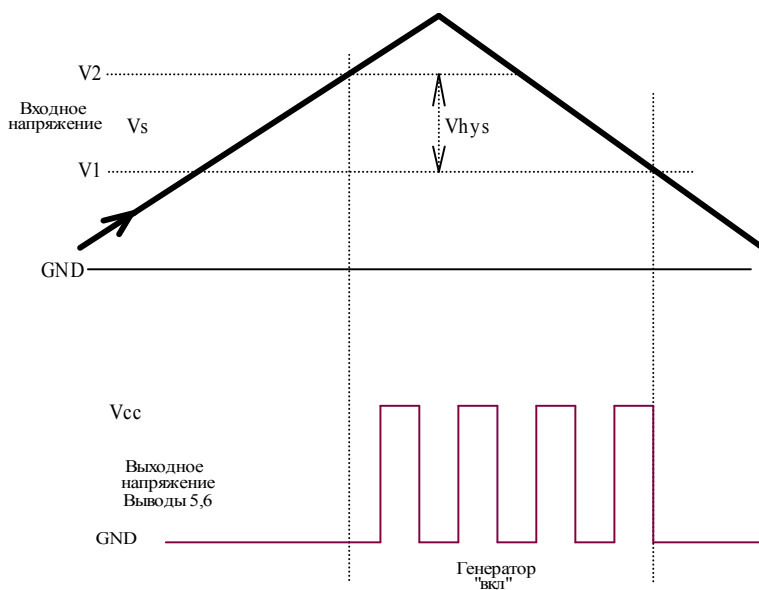 V2
Входное
напряжение
Vs
Vhys
V1
GND
Vcc
Выходное
напряжение
Выводы 5,6
GND
Генератор
"вкл"